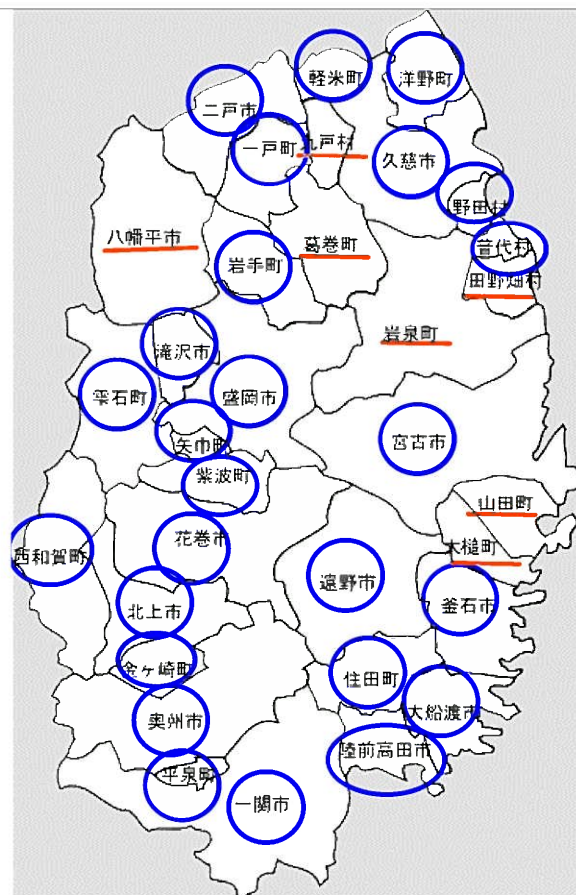 軽米町
洋野町
二戸市
一戸町
九戸村
久慈市
野田村
八幡平市
葛巻町
普代村
岩手町
田野畑村
岩泉町
滝沢市
雫石町
盛岡市
矢巾町
宮古市
紫波町
山田町
花巻市
大槌町
西和賀町
遠野市
北上市
釜石市
金ヶ崎町
住田町
奥州市
大船渡市
陸前高田市
平泉町
一関市